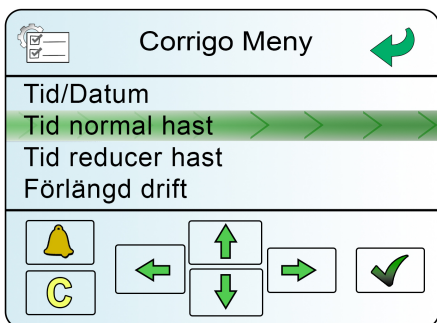 Corrigo Meny
Tid/Datum
Tid normal hast
Tid reducer hast
Förlängd drift
C